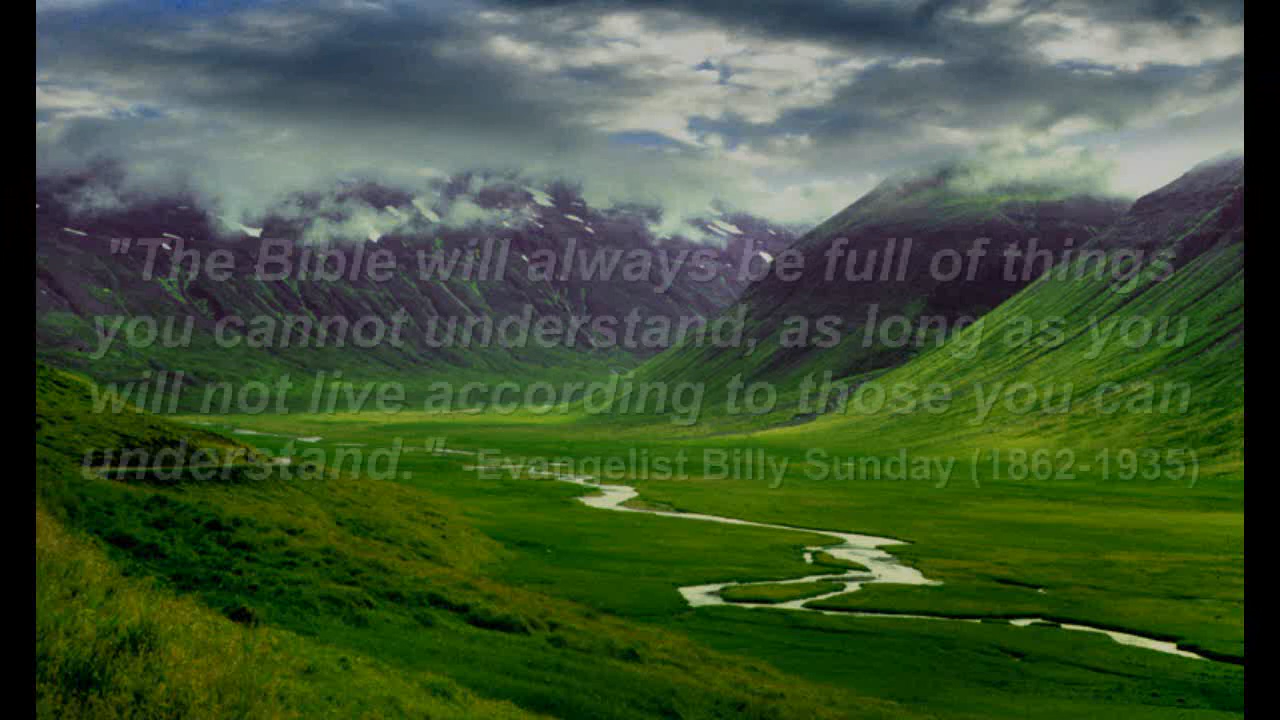 "The Bible will always be full of things
you cannot understand, as long as you
will not live according to those you can
understand." - Evangelist Billy Sunday (1862-1935)